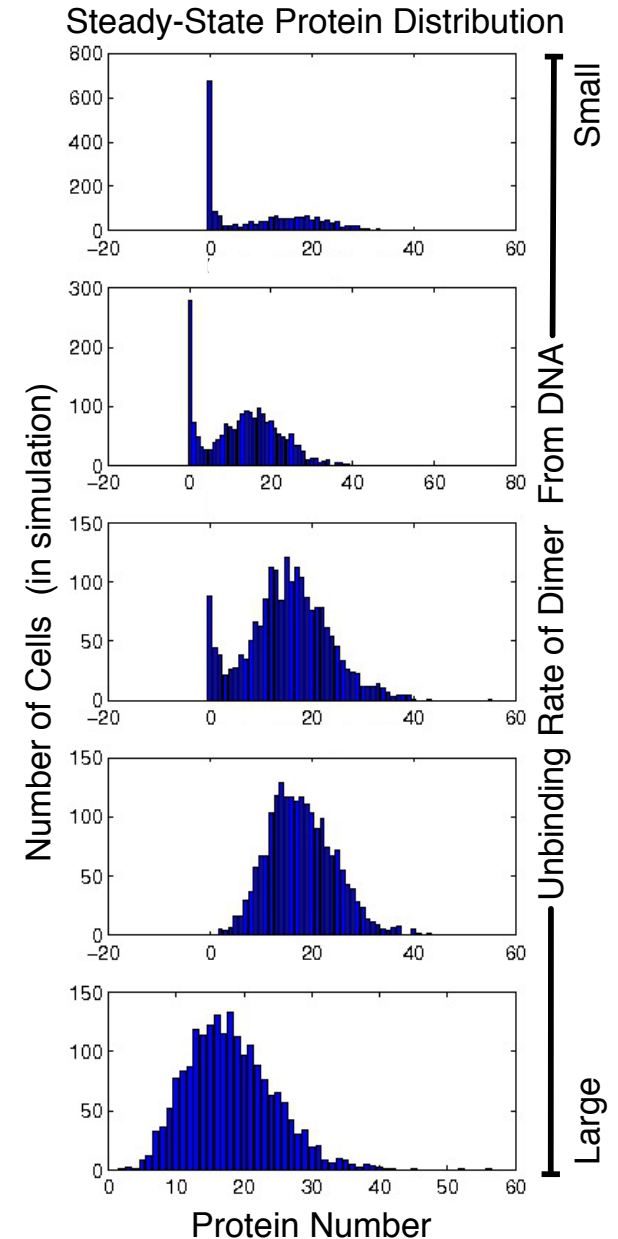 Steady-State Protein Distribution
800
600
400
200
0
−20 0 20 40 60
300
200
100
0
−20 0 20 40 60 80
150
100
50
0
−20 0 20 40 60
150
100
50
0
−20 0 20 40 60
150
100
50
0
0 10 20 30 40 50 60
Protein Number
Number of Cells (in simulation)
Small
Unbinding Rate of Dimer From DNA
Large